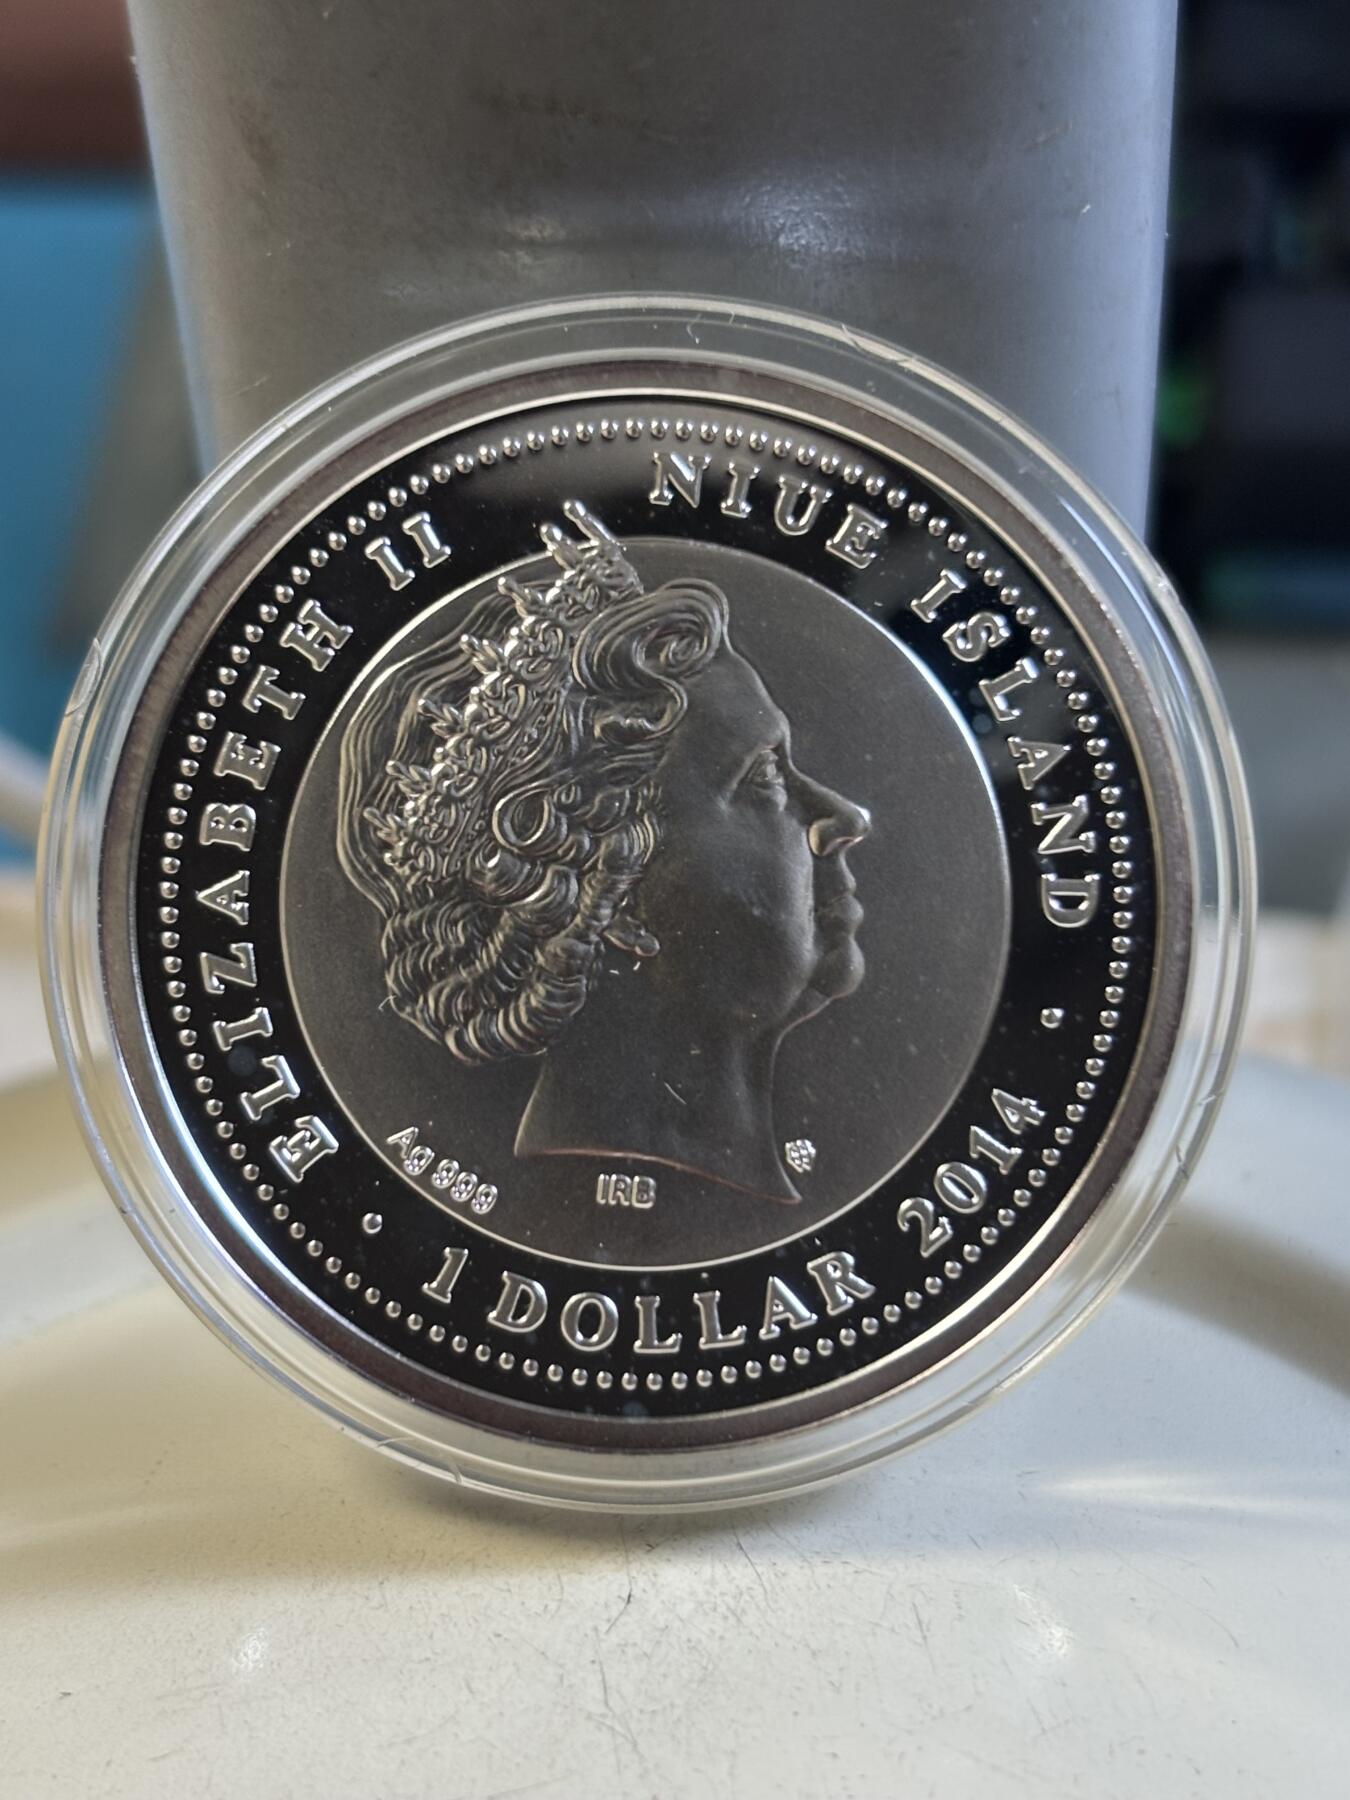 ELIZABETH II
NIUE ISLAND
Ag 999
IRB
1 DOLLAR 2014